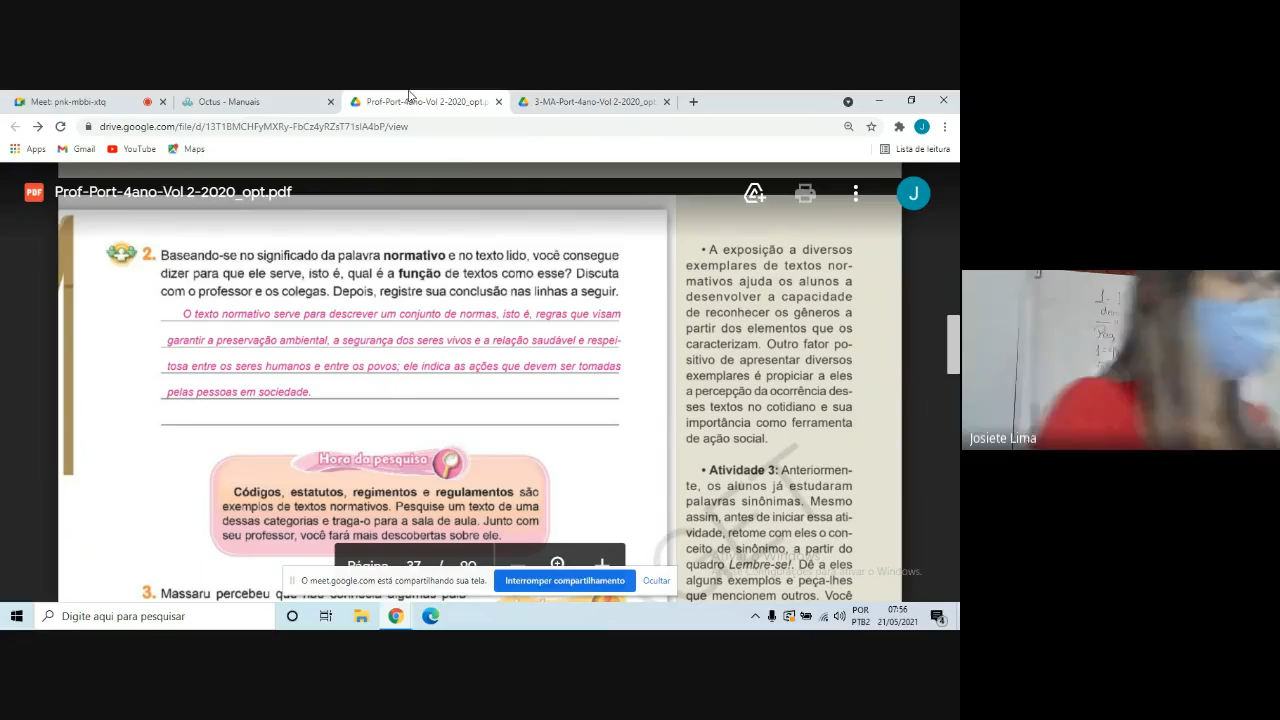 Meet: pnk-mbbi-xtq
Octus - Manuais
Prof-Port-4ano-Vol 2-2020_opt.p
3-MA-Port-4ano-Vol 2-2020_opt.
drive.google.com/file/d/13T1BMCHFyMXRy-FbCz4yRZsT71slA4bP/view
Apps
Gmail
YouTube
Maps
Lista de leitura
PDF
Prof-Port-4ano-Vol 2-2020_opt.pdf
J
2. Baseando-se no significado da palavra normativo e no texto lido, você consegue
dizer para que ele serve, isto é, qual é a função de textos como esse? Discuta
com o professor e os colegas. Depois, registre sua conclusão nas linhas a seguir.
O texto normativo serve para descrever um conjunto de normas, isto é, regras que visam
garantir a preservação ambiental, a segurança dos seres vivos e a relação saudável e respei-
tosa entre os seres humanos e entre os povos; ele indica as ações que devem ser tomadas
pelas pessoas em sociedade.
Hora da pesquisa
Códigos, estatutos, regimentos e regulamentos são
exemplos de textos normativos. Pesquise um texto de uma
dessas categorias e traga-o para a sala de aula. Junto com
seu professor, você fará mais descobertas sobre ele.
3. Massaru percebeu que não conhecia algumas
• A exposição a diversos
exemplares de textos nor-
mativos ajuda os alunos a
desenvolver a capacidade
de reconhecer os gêneros a
partir dos elementos que os
caracterizam. Outro fator po-
sitivo de apresentar diversos
exemplares é propiciar a eles
a percepção da ocorrência des-
ses textos no cotidiano e sua
importância como ferramenta
de ação social.
• Atividade 3: Anteriormen-
te, os alunos já estudaram
palavras sinônimas. Mesmo
assim, antes de iniciar essa ati-
vidade, retome com eles o con-
ceito de sinônimo, a partir do
quadro Lembre-se!. Dê a eles
alguns exemplos e peça-lhes
que mencionem outros. Você
Página 37 / 90
O meet.google.com está compartilhando sua tela.
Interromper compartilhamento
Ocultar
Digite aqui para pesquisar
POR
PTB2
07:56
21/05/2021
4
Josiete Lima